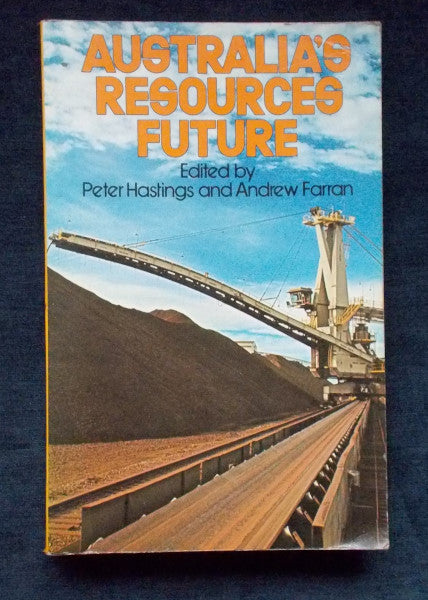 AUSTRALIA'S
RESOURCES
FUTURE
Edited by
Peter Hastings and Andrew Farran